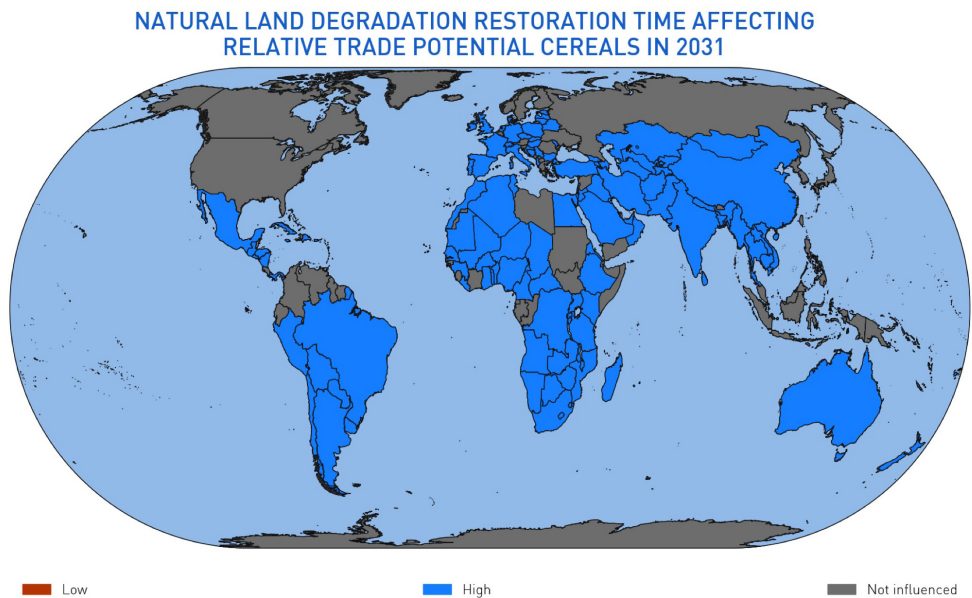 NATURAL LAND DEGRADATION RESTORATION TIME AFFECTING
RELATIVE TRADE POTENTIAL CEREALS IN 2031
Low
High
Not influenced